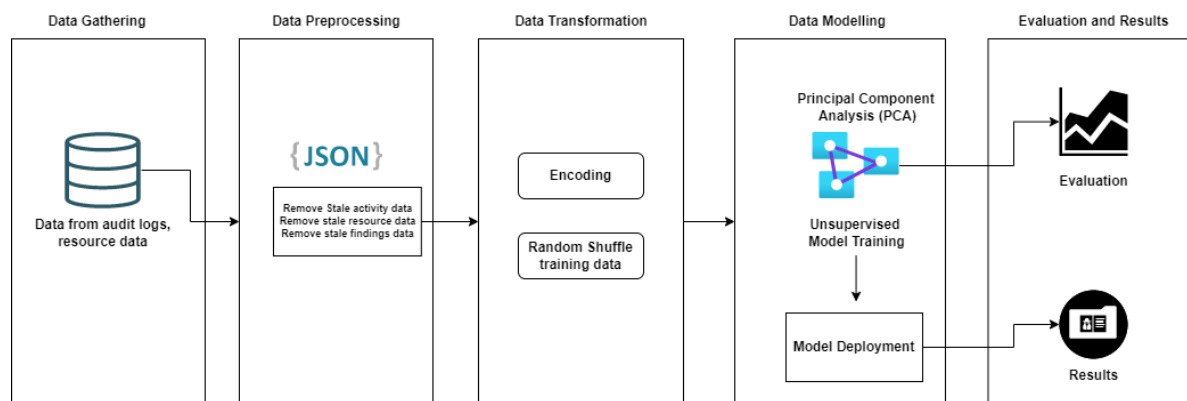 Data Gathering
Data from audit logs,
resource data
Data Preprocessing
{JSON}
Remove Stale activity data
Remove stale resource data
Remove stale findings data
Data Transformation
Encoding
Random Shuffle
training data
Data Modelling
Principal Component
Analysis (PCA)
Unsupervised
Model Training
Model Deployment
Evaluation and Results
Evaluation
Results